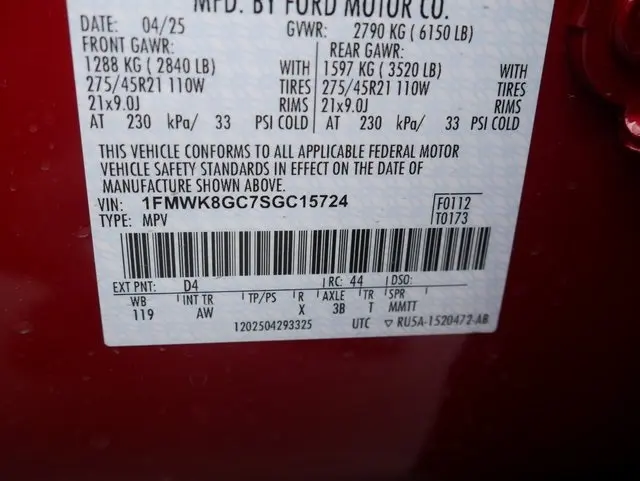 MFD. BY FORD MOTOR CO.
04/25 GVWR: 2790 KG ( 6150 LB)
FRONT GAWR: REAR GAWR:
1288 KG ( 2840 LB) WITH 1597 KG ( 3520 LB) WITH
275/45R21 110W TIRES 275/45R21 110W TIRES
21x9.0J RIMS 21x9.0J RIMS
AT 230 kPa/ 33 PSI COLD AT 230 kPa/ 33 PSI COLD
THIS VEHICLE CONFORMS TO ALL APPLICABLE FEDERAL MOTOR
VEHICLE SAFETY STANDARDS IN EFFECT ON THE DATE OF
MANUFACTURE SHOWN ABOVE.
VIN: 1FMWK8GC7SGC15724 F0112
TYPE: MPV T0173
EXT PNT: D4 RC: 44 DSO:
WB INT TR TP/PS R AXLE TR SPR
119 AW X 3B T MMTT
1202504293325 UTC ▽ RU5A-1520472-AB